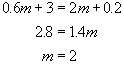 0.6m + 3 = 2m + 0.2
2.8 = 1.4m
m = 2